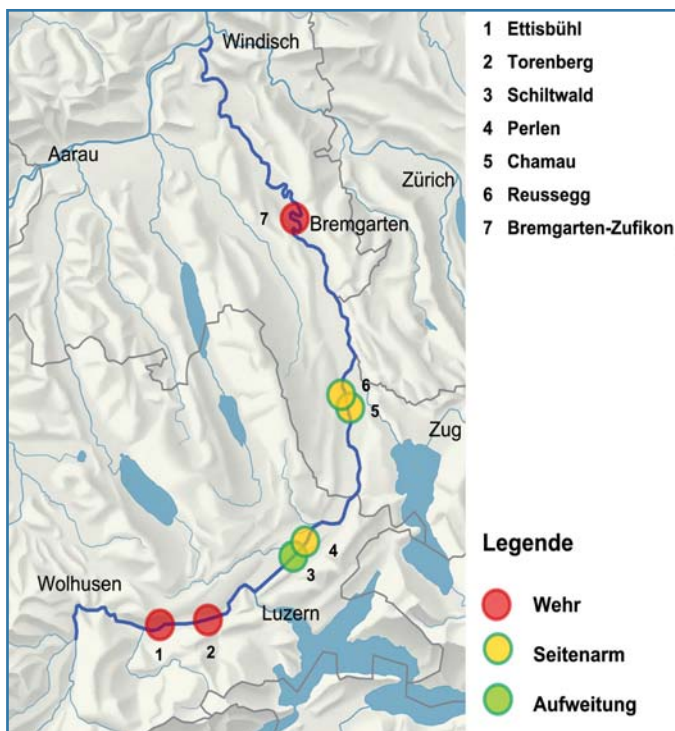 Windisch
Aarau
Zürich
7 Bremgarten
6
5
Zug
4
3
Wolhusen
Luzern
1
2
1 Ettisbühl
2 Torenberg
3 Schiltwald
4 Perlen
5 Chamau
6 Reussegg
7 Bremgarten-Zufikon
Legende
Wehr
Seitenarm
Aufweitung